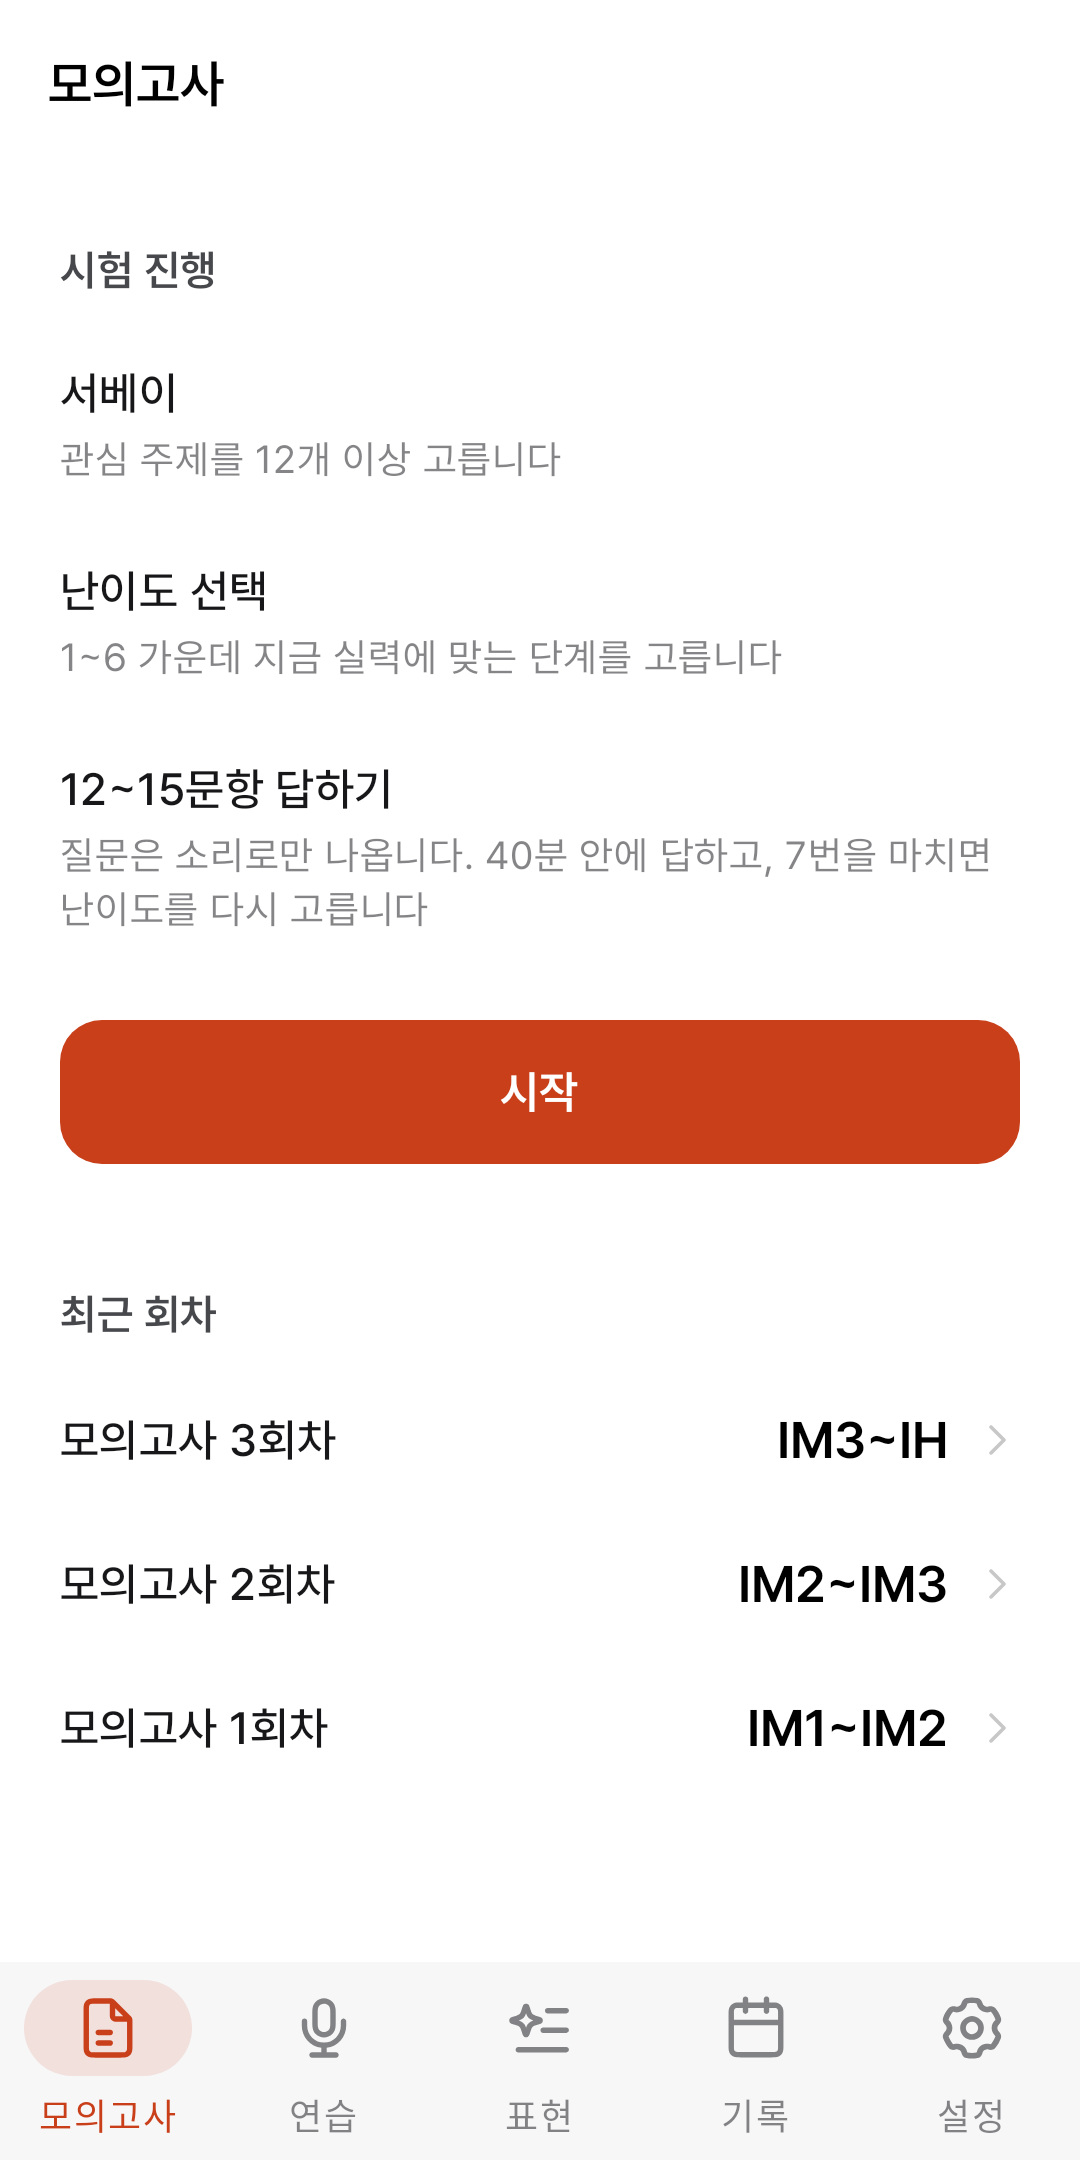 모의고사
시험 진행
서베이
관심 주제를 12개 이상 고릅니다
난이도 선택
1~6 가운데 지금 실력에 맞는 단계를 고릅니다
12~15문항 답하기
질문은 소리로만 나옵니다. 40분 안에 답하고, 7번을 마치면
난이도를 다시 고릅니다
시작
최근 회차
모의고사 3회차 IM3~IH
모의고사 2회차 IM2~IM3
모의고사 1회차 IM1~IM2
모의고사 연습 표현 기록 설정